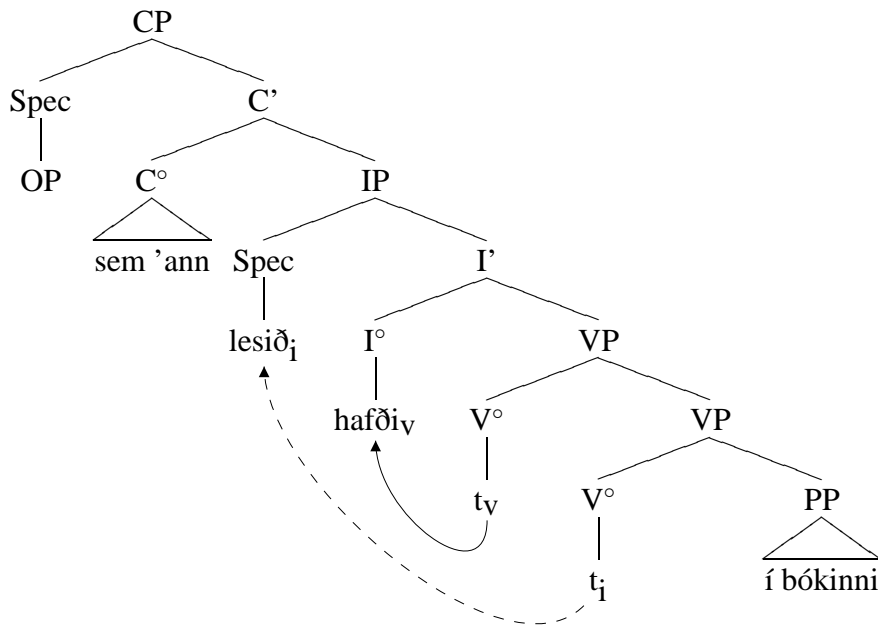 CP
Spec C’
OP C° IP
sem ’ann Spec I’
lesiðᵢ I° VP
hafðiᵥ V° VP
tᵥ V° PP
tᵢ í bókinni